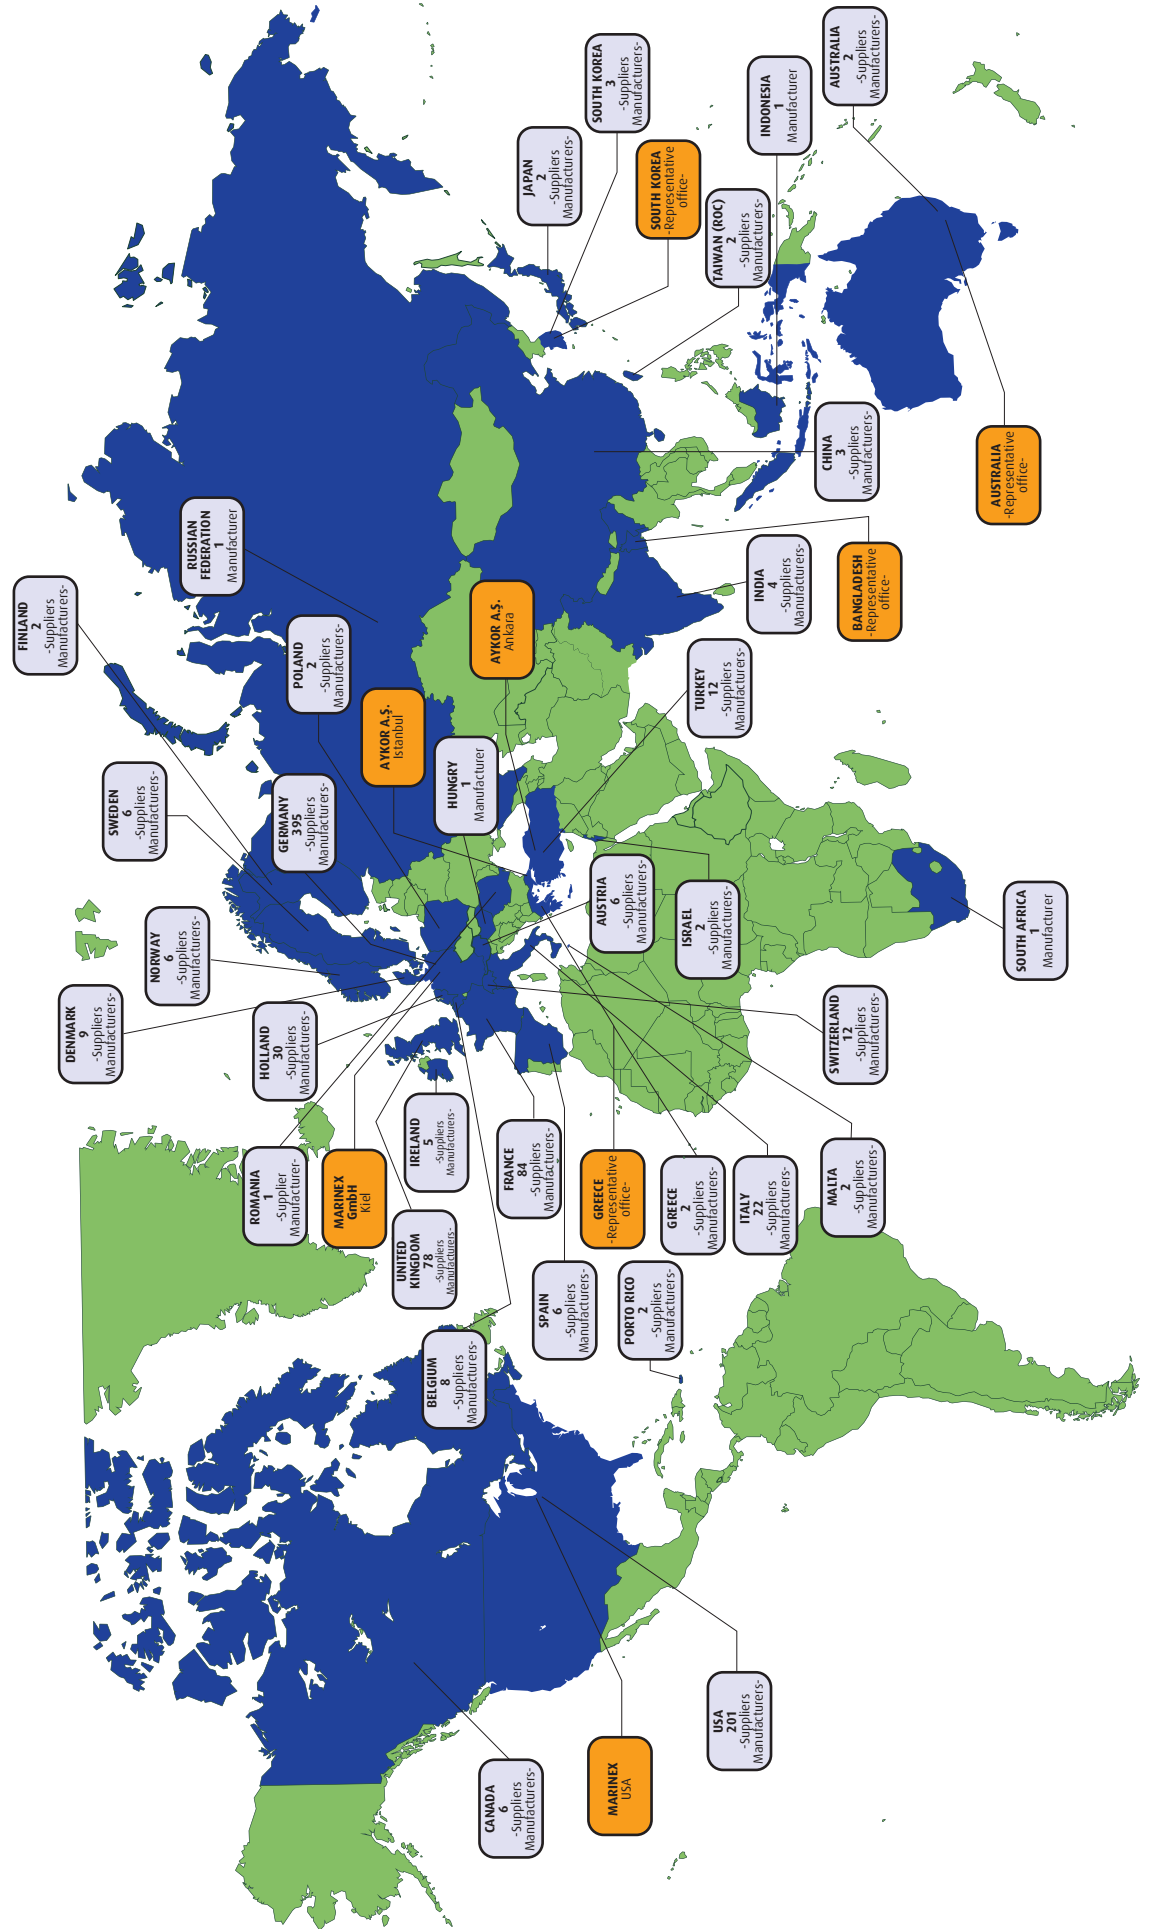 FINLAND
2
-Suppliers
Manufacturers-
SWEDEN
6
-Suppliers
Manufacturers-
NORWAY
6
-Suppliers
Manufacturers-
DENMARK
9
-Suppliers
Manufacturers-
RUSSIAN
FEDERATION
1
Manufacturer
POLAND
2
-Suppliers
Manufacturers-
GERMANY
395
-Suppliers
Manufacturers-
HOLLAND
30
-Suppliers
Manufacturers-
ROMANIA
1
-Supplier
Manufacturer-
MARINEX
GmbH
Kiel
AYKOR A.Ş.
Istanbul
HUNGRY
1
Manufacturer
AYKOR A.Ş.
Ankara
IRELAND
5
-Suppliers
Manufacturers-
UNITED
KINGDOM
78
-Suppliers
Manufacturers-
BELGIUM
8
-Suppliers
Manufacturers-
CANADA
6
-Suppliers
Manufacturers-
FRANCE
84
-Suppliers
Manufacturers-
SPAIN
6
-Suppliers
Manufacturers-
JAPAN
2
-Suppliers
Manufacturers-
SOUTH KOREA
3
-Suppliers
Manufacturers-
SOUTH KOREA
-Representative
office-
AUSTRIA
6
-Suppliers
Manufacturers-
GREECE
-Representative
office-
MARINEX
USA
PORTO RICO
2
-Suppliers
Manufacturers-
GREECE
2
-Suppliers
Manufacturers-
ISRAEL
2
-Suppliers
Manufacturers-
TURKEY
12
-Suppliers
Manufacturers-
TAIWAN (ROC)
2
-Suppliers
Manufacturers-
USA
201
-Suppliers
Manufacturers-
ITALY
22
-Suppliers
Manufacturers-
INDIA
4
-Suppliers
Manufacturers-
INDONESIA
1
Manufacturer
MALTA
2
-Suppliers
Manufacturers-
SWITZERLAND
12
-Suppliers
Manufacturers-
CHINA
3
-Suppliers
Manufacturers-
AUSTRALIA
2
-Suppliers
Manufacturers-
BANGLADESH
-Representative
office-
AUSTRALIA
-Representative
office-
SOUTH AFRICA
1
Manufacturer